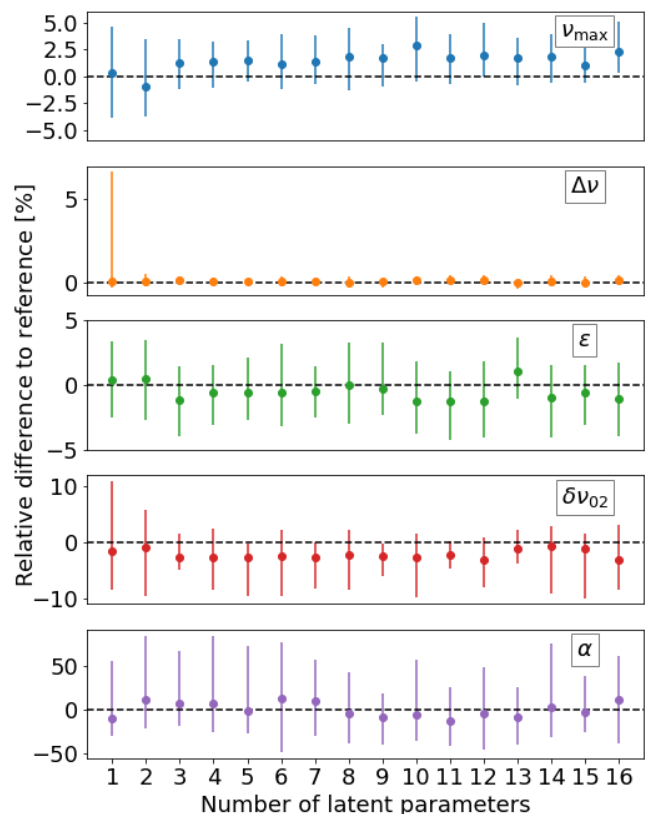 Relative difference to reference [%]
5.0
2.5
0.0
−2.5
−5.0
ν_max
5
0
Δν
5
0
−5
ε
10
0
−10
δν₀₂
50
0
−50
α
1 2 3 4 5 6 7 8 9 10 11 12 13 14 15 16
Number of latent parameters